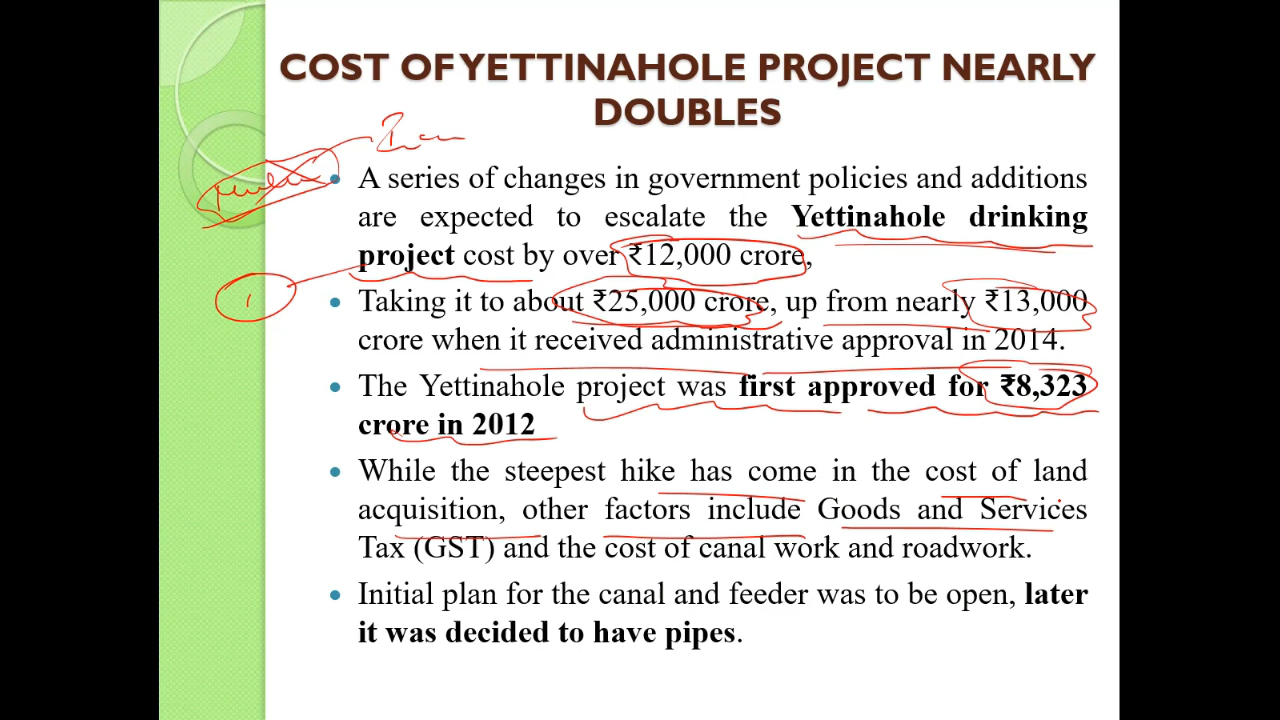 COST OF YETTINAHOLE PROJECT NEARLY
DOUBLES
• A series of changes in government policies and additions
are expected to escalate the Yettinahole drinking
project cost by over ₹12,000 crore,
• Taking it to about ₹25,000 crore, up from nearly ₹13,000
crore when it received administrative approval in 2014.
• The Yettinahole project was first approved for ₹8,323
crore in 2012
• While the steepest hike has come in the cost of land
acquisition, other factors include Goods and Services
Tax (GST) and the cost of canal work and roadwork.
• Initial plan for the canal and feeder was to be open, later
it was decided to have pipes.